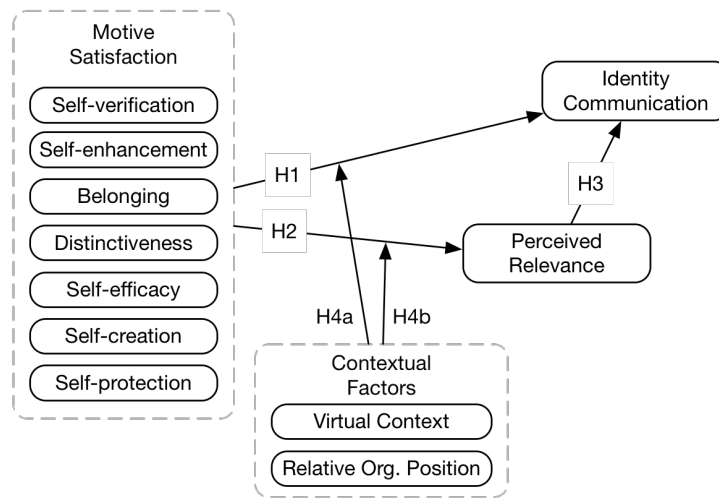 Motive
Satisfaction
Self-verification
Self-enhancement
Belonging
Distinctiveness
Self-efficacy
Self-creation
Self-protection
H1
H2
Identity
Communication
H3
Perceived
Relevance
H4a
H4b
Contextual
Factors
Virtual Context
Relative Org. Position